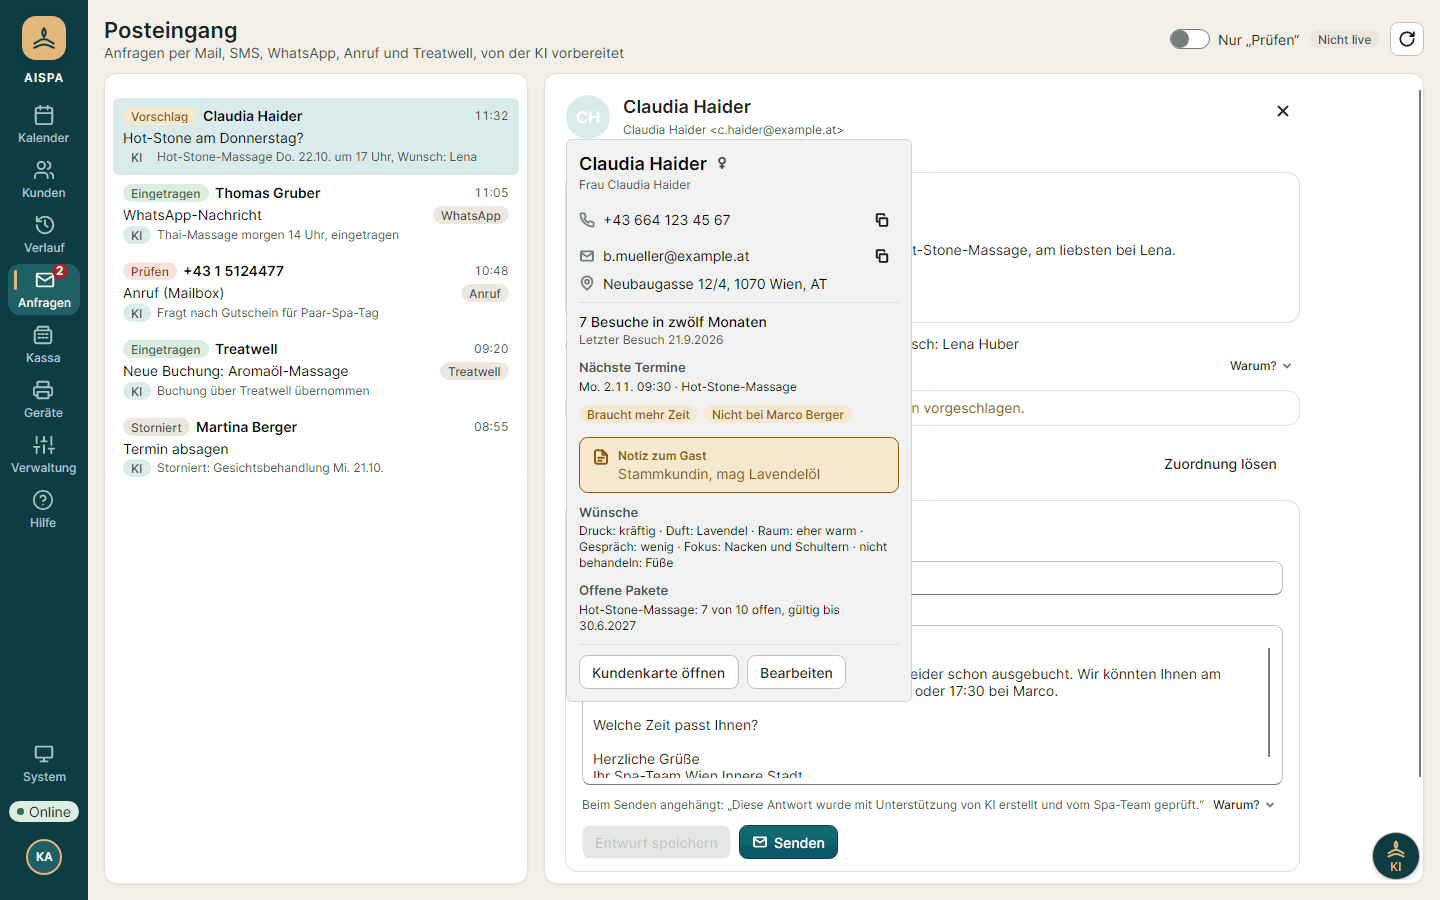 AISPA
Kalender
Kunden
Verlauf
2
Anfragen
Kassa
Geräte
Verwaltung
Hilfe
System
Online
KA
Posteingang
Anfragen per Mail, SMS, WhatsApp, Anruf und Treatwell, von der KI vorbereitet
Nur „Prüfen“
Nicht live
Vorschlag Claudia Haider 11:32
Hot-Stone am Donnerstag?
KI Hot-Stone-Massage Do. 22.10. um 17 Uhr, Wunsch: Lena
Eingetragen Thomas Gruber 11:05
WhatsApp-Nachricht WhatsApp
KI Thai-Massage morgen 14 Uhr, eingetragen
Prüfen +43 1 5124477 10:48
Anruf (Mailbox) Anruf
KI Fragt nach Gutschein für Paar-Spa-Tag
Eingetragen Treatwell 09:20
Neue Buchung: Aromaöl-Massage Treatwell
KI Buchung über Treatwell übernommen
Storniert Martina Berger 08:55
Termin absagen
KI Storniert: Gesichtsbehandlung Mi. 21.10.
CH
Claudia Haider
Claudia Haider <c.haider@example.at>
Claudia Haider
Frau Claudia Haider
+43 664 123 45 67
b.mueller@example.at
Neubaugasse 12/4, 1070 Wien, AT
7 Besuche in zwölf Monaten
Letzter Besuch 21.9.2026
Nächste Termine
Mo. 2.11. 09:30 · Hot-Stone-Massage
Braucht mehr Zeit Nicht bei Marco Berger
Notiz zum Gast
Stammkundin, mag Lavendelöl
Wünsche
Druck: kräftig · Duft: Lavendel · Raum: eher warm ·
Gespräch: wenig · Fokus: Nacken und Schultern · nicht
behandeln: Füße
Offene Pakete
Hot-Stone-Massage: 7 von 10 offen, gültig bis
30.6.2027
Kundenkarte öffnen Bearbeiten
t-Stone-Massage, am liebsten bei Lena.
sch: Lena Huber
Warum?
n vorgeschlagen.
Zuordnung lösen
eider schon ausgebucht. Wir könnten Ihnen am
oder 17:30 bei Marco.
Welche Zeit passt Ihnen?
Herzliche Grüße
Ihr Spa-Team Wien Innere Stadt
Beim Senden angehängt: „Diese Antwort wurde mit Unterstützung von KI erstellt und vom Spa-Team geprüft.“ Warum?
Entwurf speichern Senden
KI